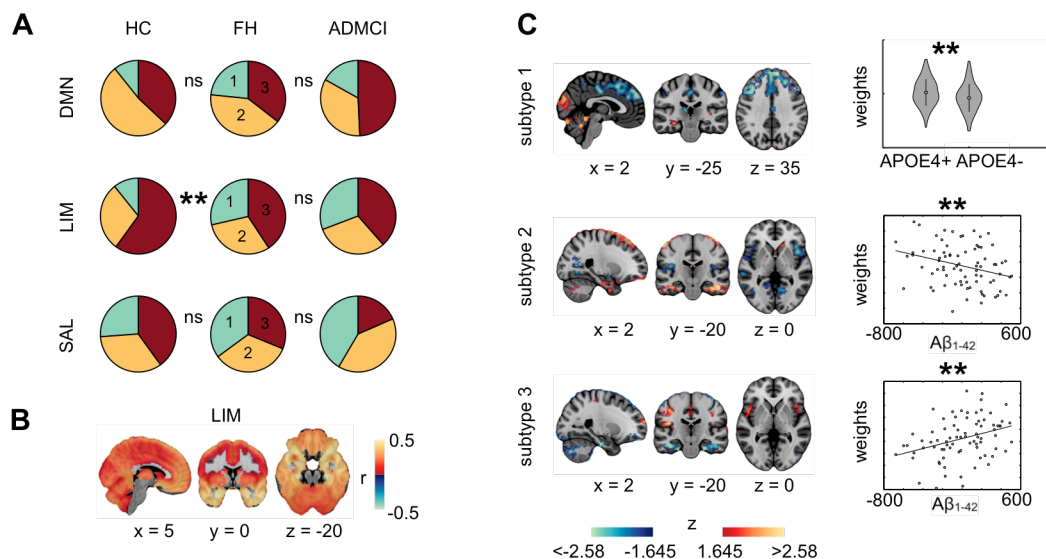 A
HC FH ADMCI
DMN ns 1 2 3 ns
LIM ** 1 2 3 ns
SAL ns 1 2 3 ns
B
LIM
0.5
r
-0.5
x = 5 y = 0 z = -20
C
subtype 1
x = 2 y = -25 z = 35
weights
**
APOE4+ APOE4-
subtype 2
x = 2 y = -20 z = 0
weights
**
-800 600
Aβ1-42
subtype 3
x = 2 y = -20 z = 0
weights
**
-800 600
Aβ1-42
z
<-2.58 -1.645 1.645 >2.58